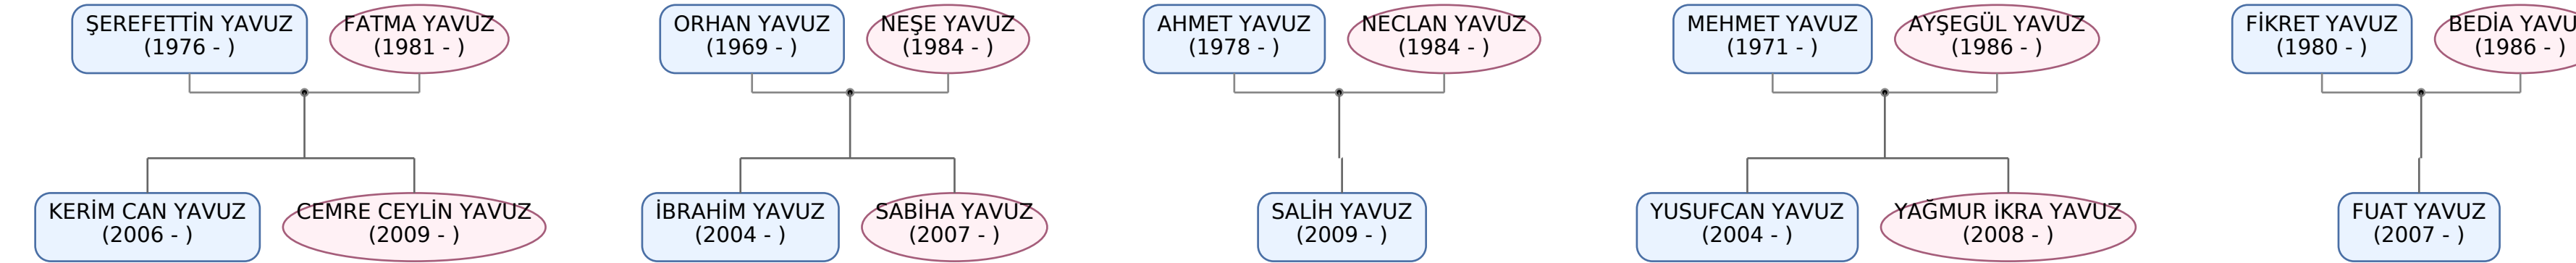 ŞEREFETTİN YAVUZ
(1976 - )
FATMA YAVUZ
(1981 - )
ORHAN YAVUZ
(1969 - )
NEŞE YAVUZ
(1984 - )
AHMET YAVUZ
(1978 - )
NECLAN YAVUZ
(1984 - )
MEHMET YAVUZ
(1971 - )
AYŞEGÜL YAVUZ
(1986 - )
FİKRET YAVUZ
(1980 - )
BEDİA YAVU
(1986 - )
KERİM CAN YAVUZ
(2006 - )
CEMRE CEYLİN YAVUZ
(2009 - )
İBRAHİM YAVUZ
(2004 - )
SABİHA YAVUZ
(2007 - )
SALİH YAVUZ
(2009 - )
YUSUFCAN YAVUZ
(2004 - )
YAĞMUR İKRA YAVUZ
(2008 - )
FUAT YAVUZ
(2007 - )